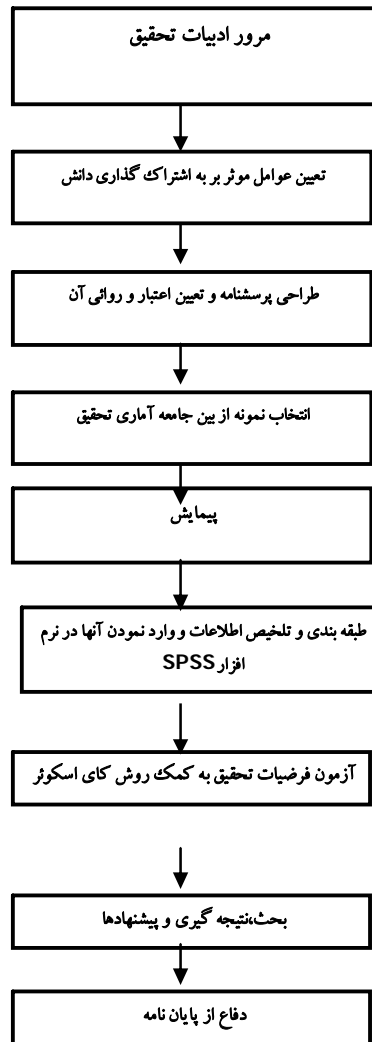 مرور ادبیات تحقیق
تعیین عوامل موثر بر به اشتراک گذاری دانش
طراحی پرسشنامه و تعیین اعتبار و روائی آن
انتخاب نمونه از بین جامعه آماری تحقیق
پیمایش
طبقه بندی و تلخیص اطلاعات و وارد نمودن آنها در نرم
افزار SPSS
آزمون فرضیات تحقیق به کمک روش کای اسکوئر
بحث،نتیجه گیری و پیشنهادها
دفاع از پایان نامه